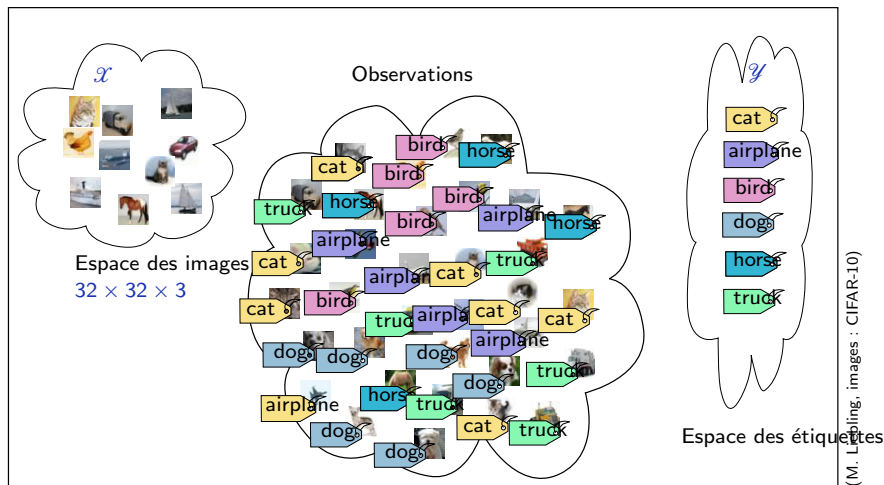 𝒳
Observations
𝒴
Espace des images
32 × 32 × 3
cat
airplane
bird
dog
horse
truck
Espace des étiquettes
bird
horse
cat
bird
truck
horse
bird
bird
airplane
horse
airplane
cat
airplane
cat
truck
cat
bird
truck
airplane
cat
cat
airplane
dog
dog
dog
dog
truck
airplane
horse
truck
dog
cat
truck
dog
(M. Liebling, images : CIFAR-10)